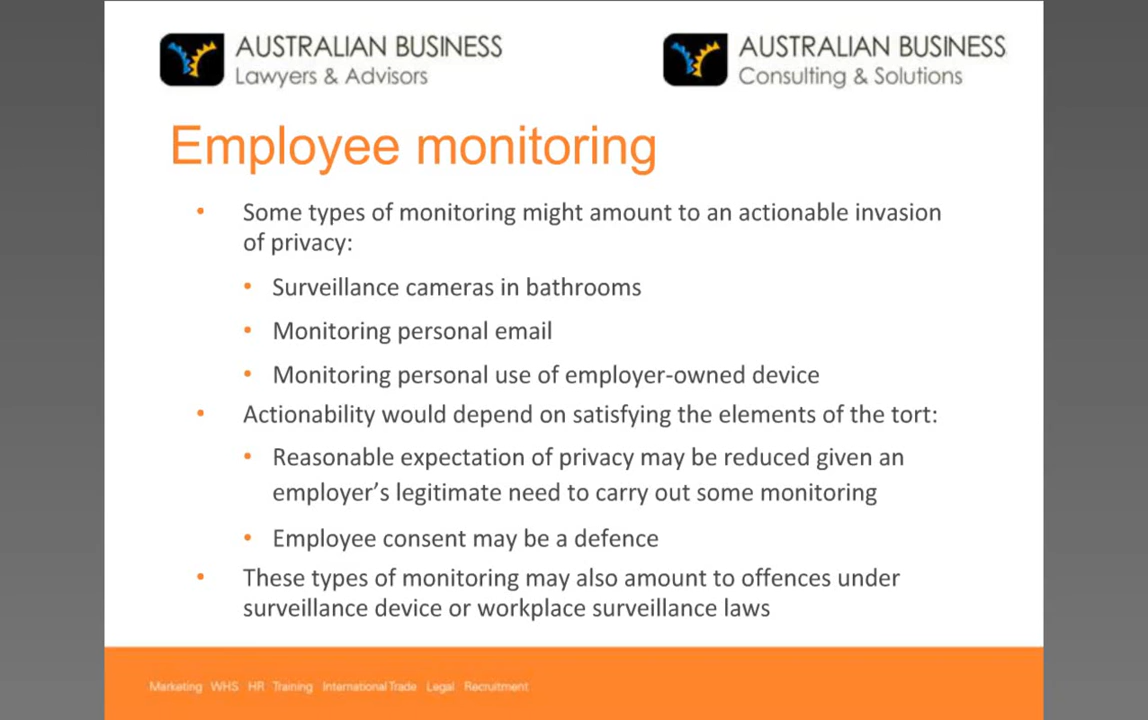 AUSTRALIAN BUSINESS
Lawyers & Advisors
AUSTRALIAN BUSINESS
Consulting & Solutions
Employee monitoring
• Some types of monitoring might amount to an actionable invasion
of privacy:
• Surveillance cameras in bathrooms
• Monitoring personal email
• Monitoring personal use of employer-owned device
• Actionability would depend on satisfying the elements of the tort:
• Reasonable expectation of privacy may be reduced given an
employer’s legitimate need to carry out some monitoring
• Employee consent may be a defence
• These types of monitoring may also amount to offences under
surveillance device or workplace surveillance laws
Marketing WHS HR Training International Trade Legal Recruitment